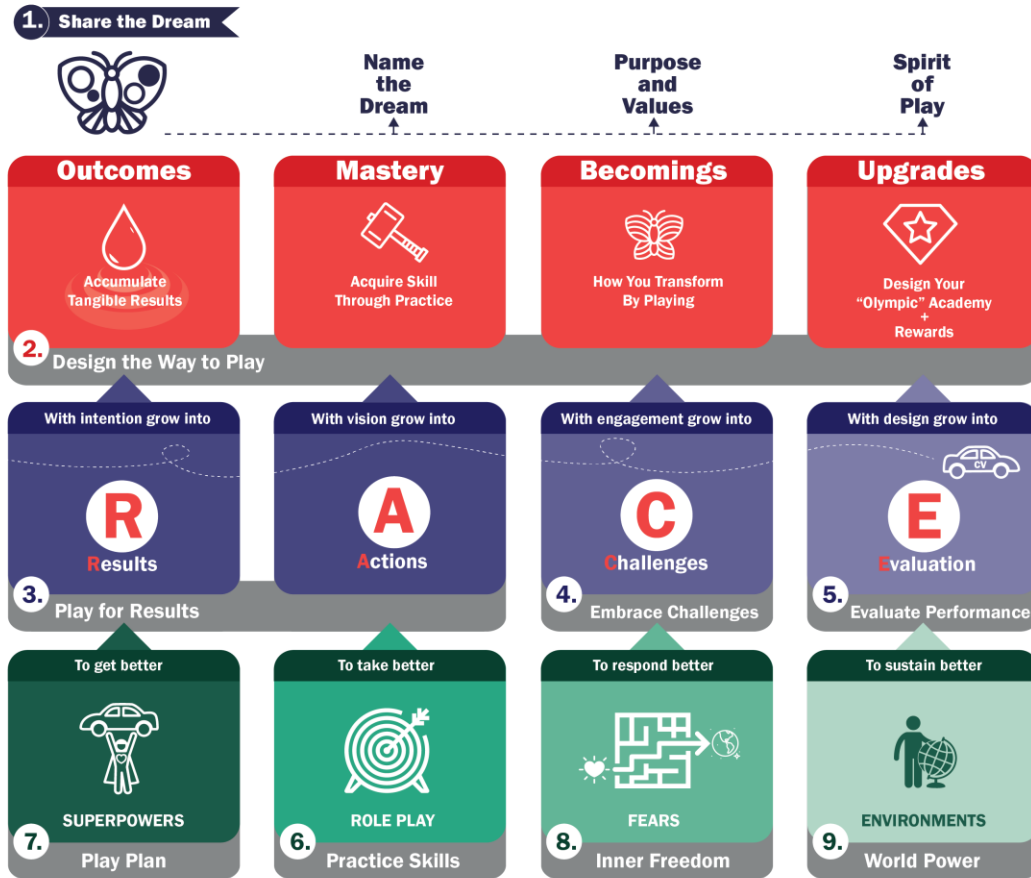 1. Share the Dream
Name
the
Dream
Purpose
and
Values
Spirit
of
Play
Outcomes
Accumulate
Tangible Results
Mastery
Acquire Skill
Through Practice
Becomings
How You Transform
By Playing
Upgrades
Design Your
“Olympic” Academy
+
Rewards
2. Design the Way to Play
With intention grow into
R
Results
With vision grow into
A
Actions
With engagement grow into
C
Challenges
With design grow into
CV
E
Evaluation
3. Play for Results
4. Embrace Challenges
5. Evaluate Performance
To get better
SUPERPOWERS
7. Play Plan
To take better
ROLE PLAY
6. Practice Skills
To respond better
FEARS
8. Inner Freedom
To sustain better
ENVIRONMENTS
9. World Power